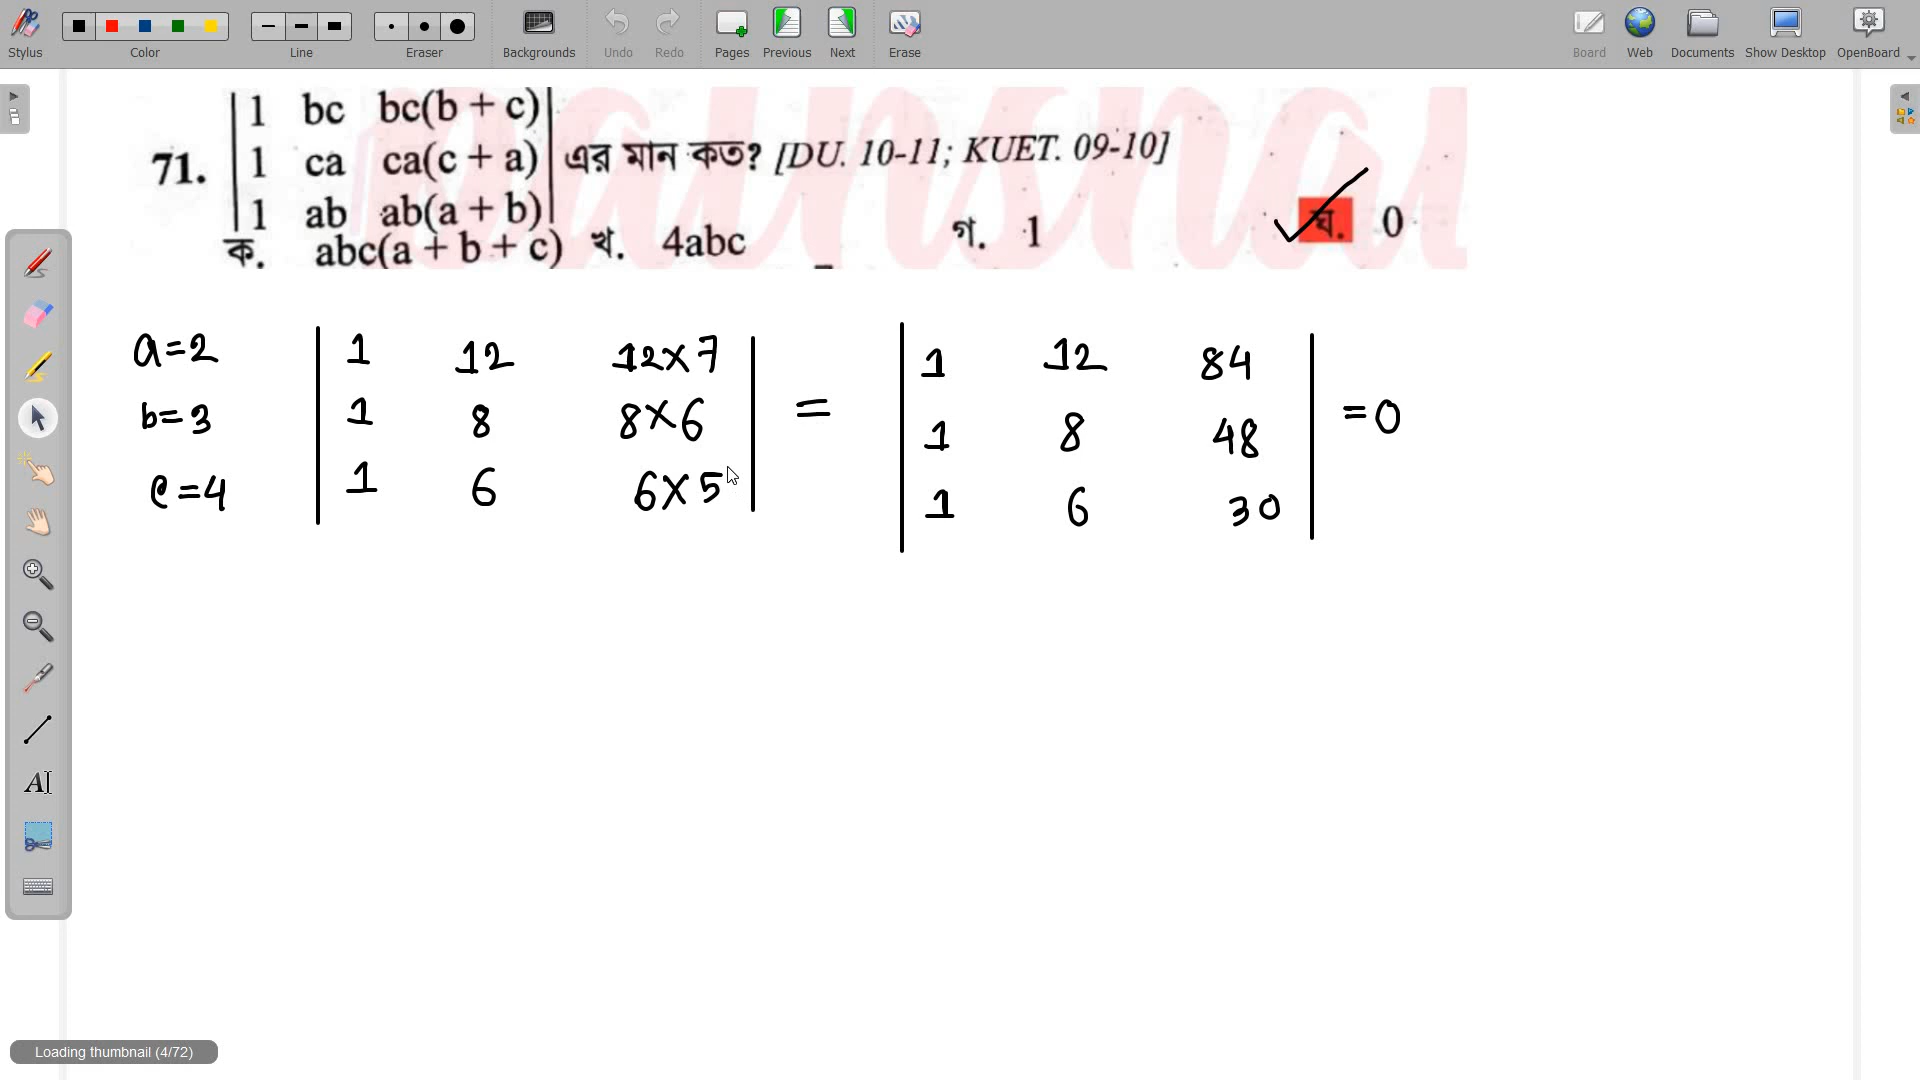 Stylus Color Line Eraser Backgrounds Undo Redo Pages Previous Next Erase Board Web Documents Show Desktop OpenBoard
71. | 1 bc bc(b + c) |
| 1 ca ca(c + a) | এর মান কত? [DU. 10-11; KUET. 09-10]
| 1 ab ab(a + b) |
ক. abc(a + b + c) খ. 4abc গ. 1 ঘ. 0
a=2 | 1 12 12×7 | = | 1 12 84 | =0
b=3 | 1 8 8×6 | | 1 8 48 |
c=4 | 1 6 6×5 | | 1 6 30 |
Loading thumbnail (4/72)